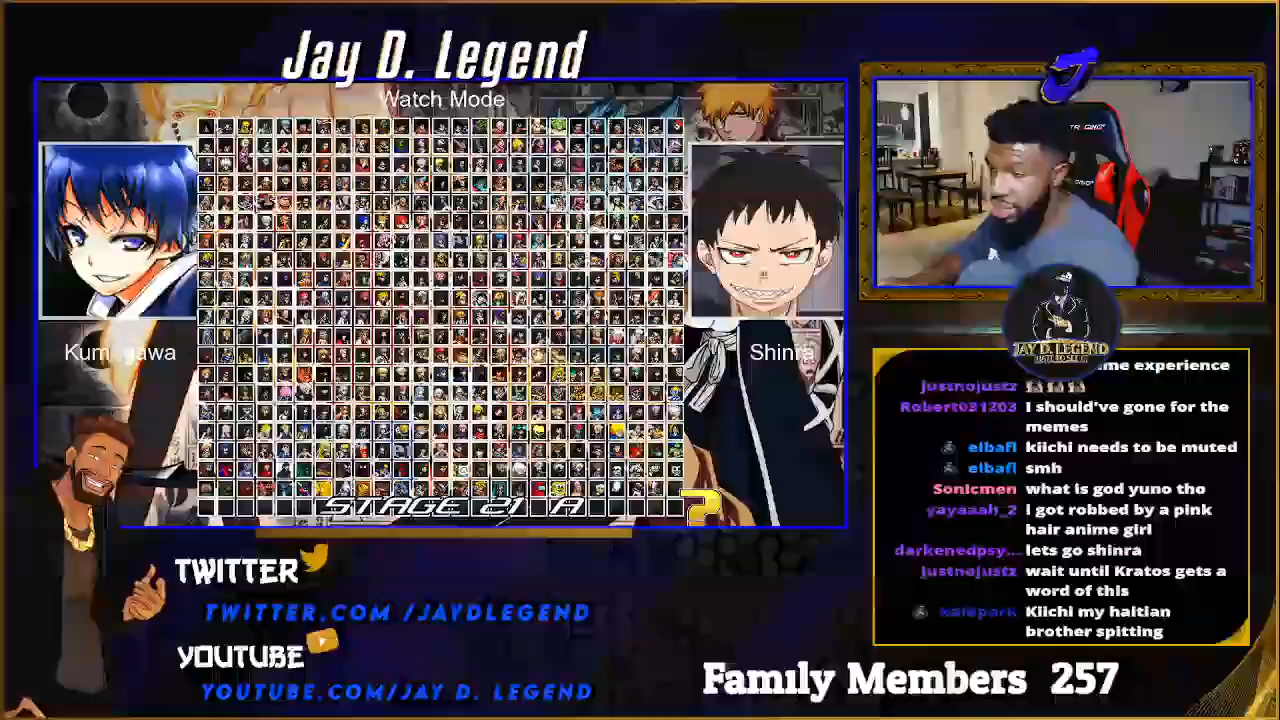 Jay D. Legend
Watch Mode
Shinra
STAGE 21 A
?
JAY D. LEGEND
me experience
justnojustz
Robert021203 I should've gone for the
memes
elbafl kiichi needs to be muted
elbafl smh
Sonicmen what is god yuno tho
yayaaah_2 I got robbed by a pink
hair anime girl
darkenedpsy... lets go shinra
justnojustz wait until Kratos gets a
word of this
Kiichi my haitian
brother spitting
TWITTER
TWITTER.COM /JAYDLEGEND
YOUTUBE
YOUTUBE.COM/JAY D. LEGEND
Family Members 257